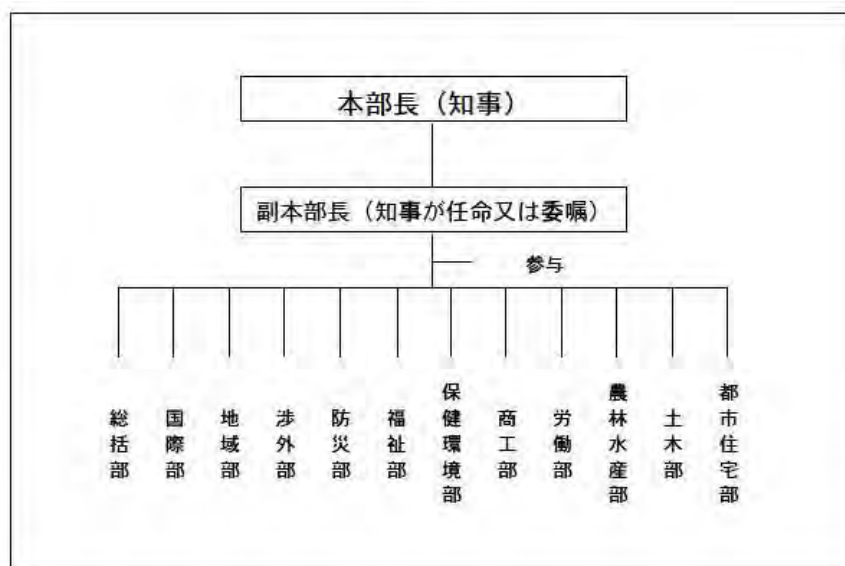 本部長（知事）
副本部長（知事が任命又は委嘱）
参与
総括部
国際部
地域部
渉外部
防災部
福祉部
保健環境部
商工部
労働部
農林水産部
土木部
都市住宅部